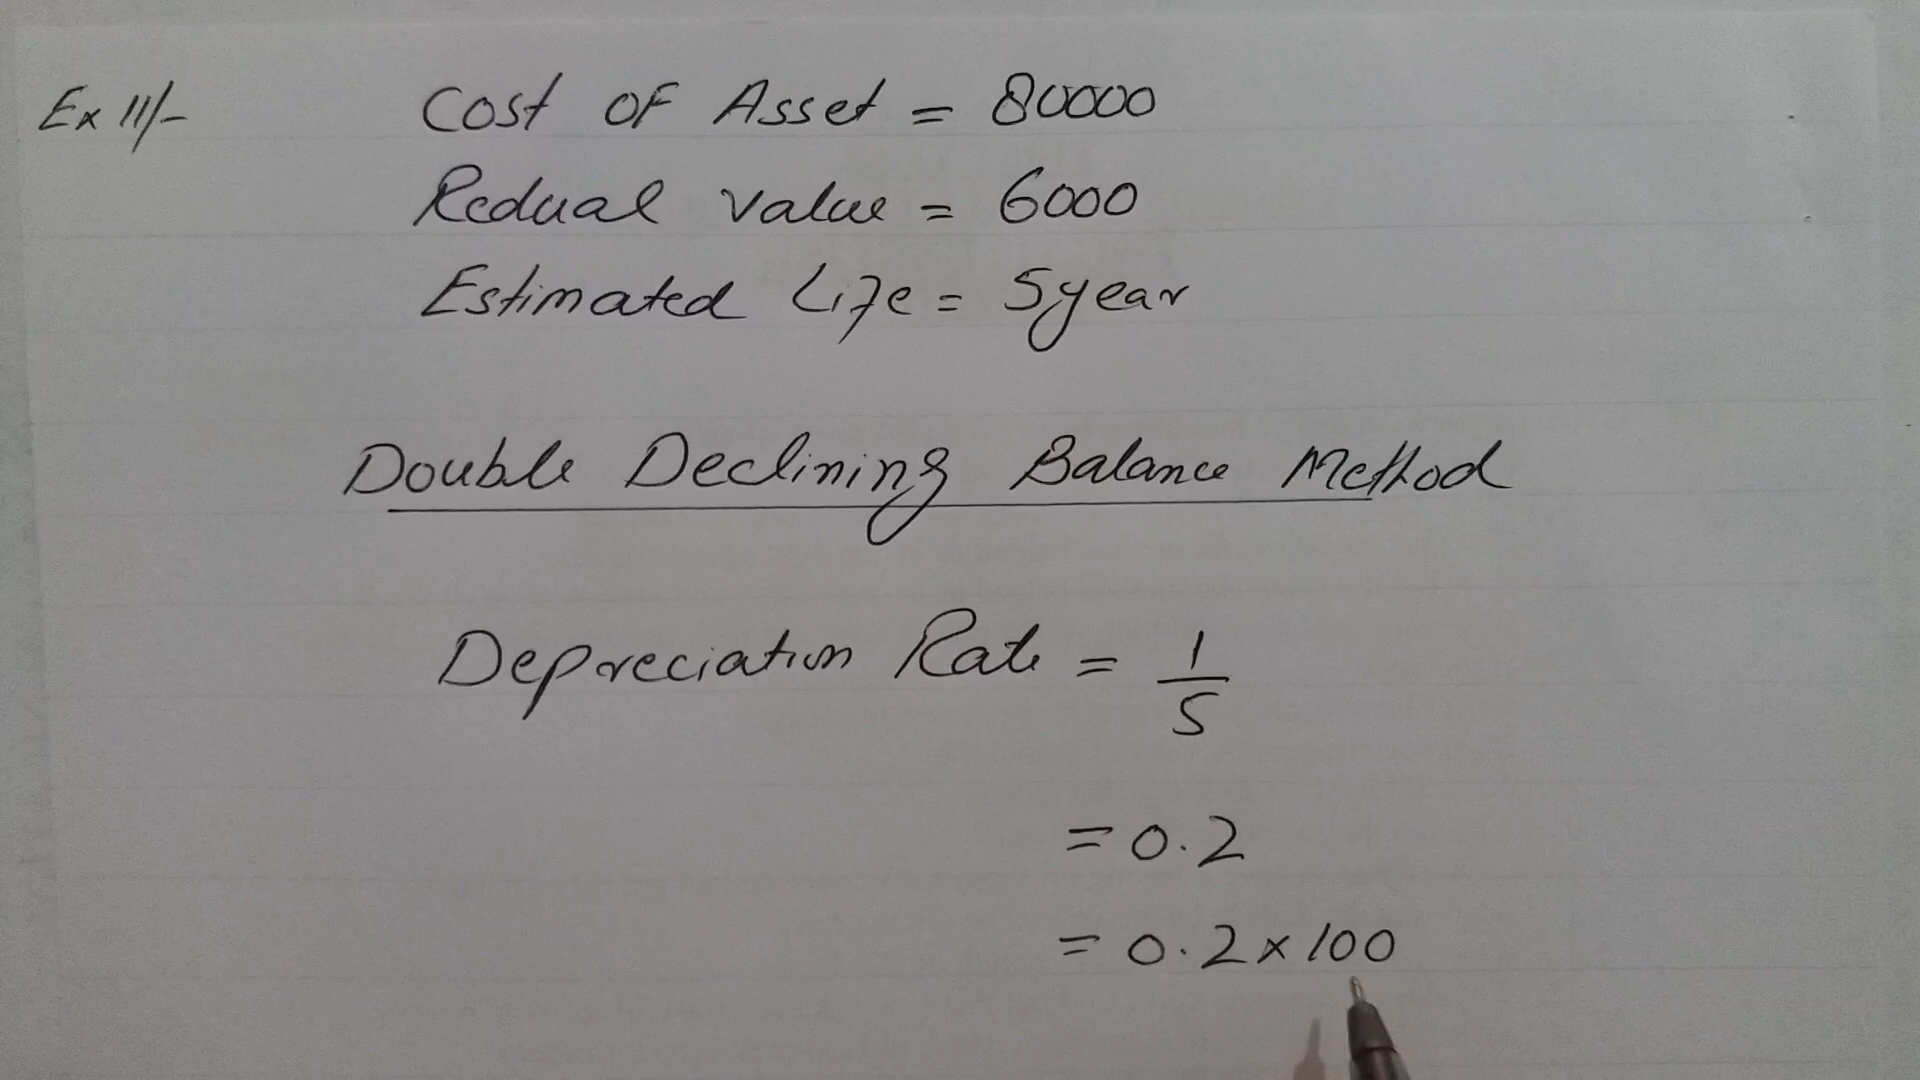 Ex 11/- Cost OF Asset = 80000
Redual value = 6000
Estimated Life = 5year
Double Declining Balance Method
Depreciation Rate = 1/5
= 0.2
= 0.2 x 100